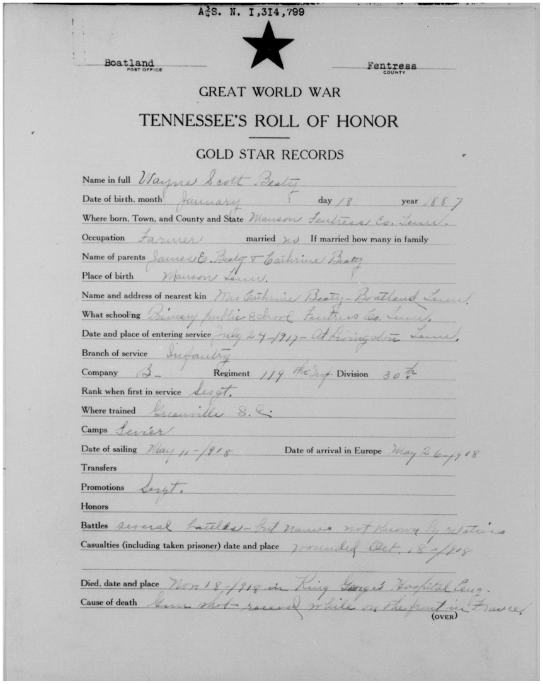 A.S. N. 1,314,799
Boatland Fentress
POST OFFICE COUNTY
GREAT WORLD WAR
TENNESSEE'S ROLL OF HONOR
GOLD STAR RECORDS
Name in full Wayne Scott Beaty
Date of birth, month January day 18 year 1887
Where born, Town, and County and State Manson Fentress Co. Tenn.
Occupation Farmer married no If married how many in family
Name of parents James E. Beaty & Cathrine Beaty
Place of birth Manson Tenn.
Name and address of nearest kin Mrs Cathrine Beaty - Boatland Tenn.
What schooling Primary public school Fentress Co. Tenn.
Date and place of entering service July 27-1917- At Livingston Tenn.
Branch of service Infantry
Company B- Regiment 119 Division 30th
Rank when first in service Sergt.
Where trained Greenville S.C.
Camps Sevier
Date of sailing May 11-1918 Date of arrival in Europe May 26-1918
Transfers
Promotions Sergt.
Honors
Battles several - but names not known by relatives
Casualties (including taken prisoner) date and place wounded Oct. 18-1918
Died, date and place Nov 18-1918 in King George's Hospital Eng.
Cause of death Gun shot received while on the front in France
(OVER)